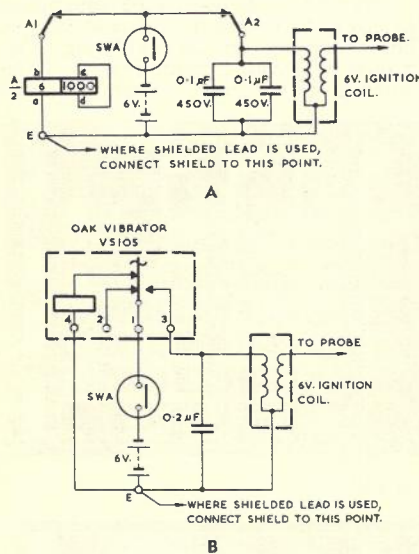 A1
A2
SWA
TO PROBE.
b
c
A
2
6
1
a
d
6V.
0·1µF
450V.
0·1µF
450V.
6V. IGNITION
COIL.
E
WHERE SHIELDED LEAD IS USED,
CONNECT SHIELD TO THIS POINT.
A
OAK VIBRATOR
V5105
4
2
1
3
TO PROBE
SWA
6V. IGNITION
COIL.
0·2µF
6V.
E
WHERE SHIELDED LEAD IS USED,
CONNECT SHIELD TO THIS POINT.
B